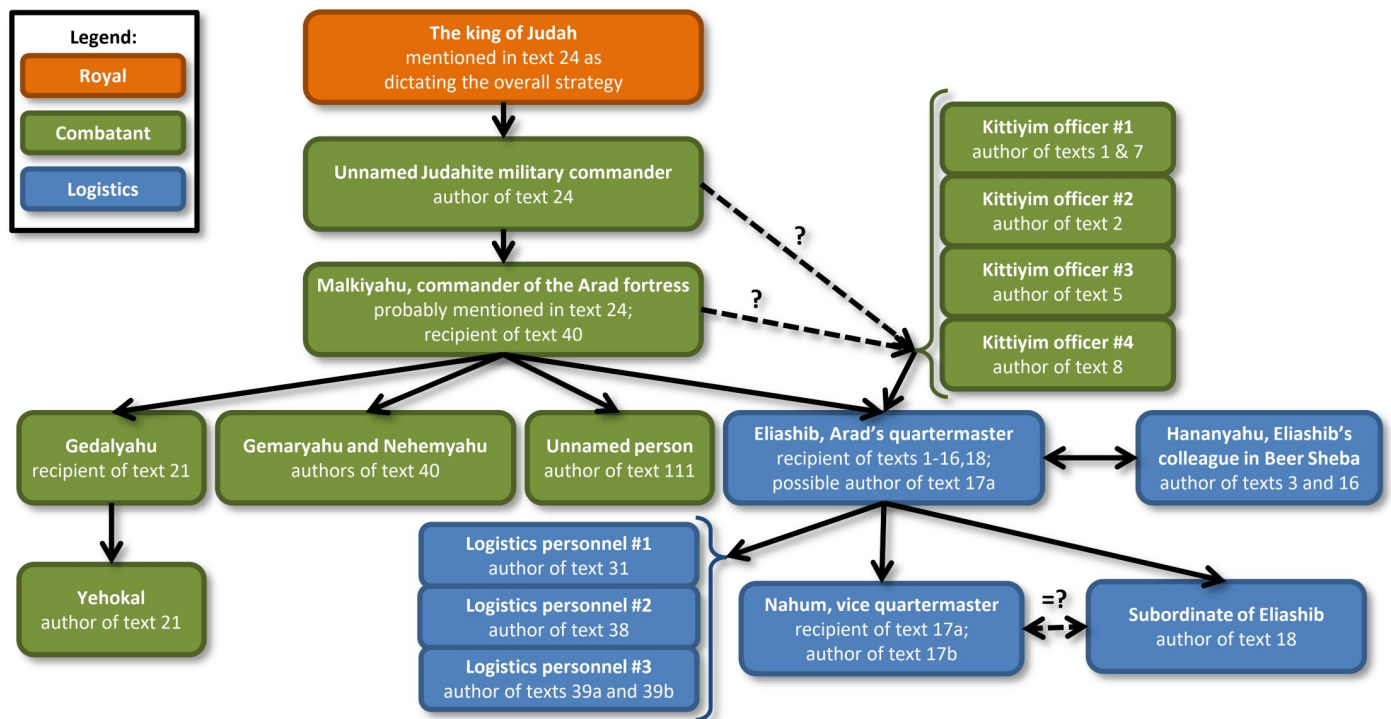 Legend:
Royal
Combatant
Logistics
The king of Judah
mentioned in text 24 as
dictating the overall strategy
Unnamed Judahite military commander
author of text 24
Malkiyahu, commander of the Arad fortress
probably mentioned in text 24;
recipient of text 40
?
?
Kittiyim officer #1
author of texts 1 & 7
Kittiyim officer #2
author of text 2
Kittiyim officer #3
author of text 5
Kittiyim officer #4
author of text 8
Gedalyahu
recipient of text 21
Gemaryahu and Nehemyahu
authors of text 40
Unnamed person
author of text 111
Eliashib, Arad’s quartermaster
recipient of texts 1-16,18;
possible author of text 17a
Hananyahu, Eliashib’s
colleague in Beer Sheba
author of texts 3 and 16
Yehokal
author of text 21
Logistics personnel #1
author of text 31
Logistics personnel #2
author of text 38
Logistics personnel #3
author of texts 39a and 39b
Nahum, vice quartermaster
recipient of text 17a;
author of text 17b
=?
Subordinate of Eliashib
author of text 18